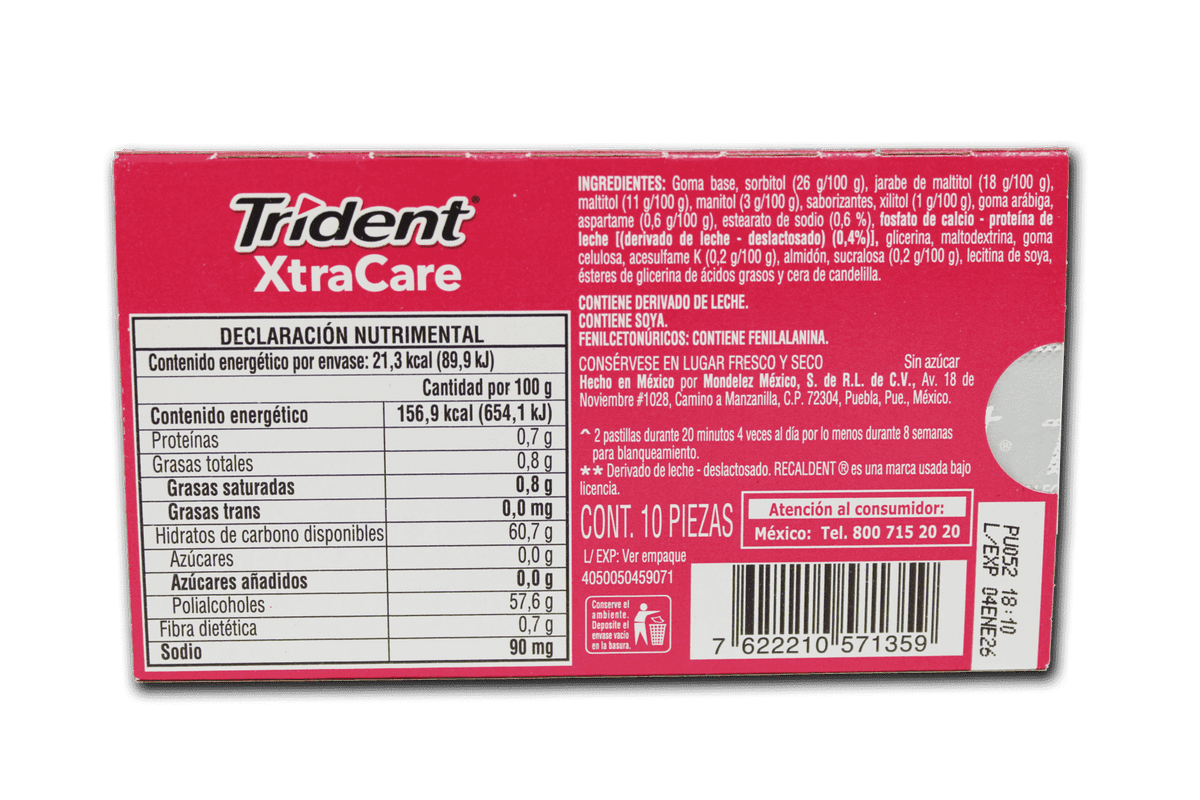 Trident®
XtraCare
DECLARACIÓN NUTRIMENTAL
Contenido energético por envase: 21,3 kcal (89,9 kJ)
Cantidad por 100 g
Contenido energético 156,9 kcal (654,1 kJ)
Proteínas 0,7 g
Grasas totales 0,8 g
Grasas saturadas 0,8 g
Grasas trans 0,0 mg
Hidratos de carbono disponibles 60,7 g
Azúcares 0,0 g
Azúcares añadidos 0,0 g
Polialcoholes 57,6 g
Fibra dietética 0,7 g
Sodio 90 mg
INGREDIENTES: Goma base, sorbitol (26 g/100 g), jarabe de maltitol (18 g/100 g),
maltitol (11 g/100 g), manitol (3 g/100 g), saborizantes, xilitol (1 g/100 g), goma arábiga,
aspartame (0,6 g/100 g), estearato de sodio (0,6 %), fosfato de calcio - proteína de
leche [(derivado de leche - deslactosado) (0,4%)], glicerina, maltodextrina, goma
celulosa, acesulfame K (0,2 g/100 g), almidón, sucralosa (0,2 g/100 g), lecitina de soya,
ésteres de glicerina de ácidos grasos y cera de candelilla.
CONTIENE DERIVADO DE LECHE.
CONTIENE SOYA.
FENILCETONÚRICOS: CONTIENE FENILALANINA.
CONSÉRVESE EN LUGAR FRESCO Y SECO Sin azúcar
Hecho en México por Mondelez México, S. de R.L. de C.V., Av. 18 de
Noviembre #1028, Camino a Manzanilla, C.P. 72304, Puebla, Pue., México.
^ 2 pastillas durante 20 minutos 4 veces al día por lo menos durante 8 semanas
para blanqueamiento.
** Derivado de leche - deslactosado. RECALDENT ® es una marca usada bajo
licencia.
CONT. 10 PIEZAS
Atención al consumidor:
México: Tel. 800 715 20 20
L/ EXP: Ver empaque
4050050459071
Conserve el
ambiente.
Deposite el
envase vacío
en la basura.
7 622210 571359
PU052 18:10
L/EXP 04ENE26